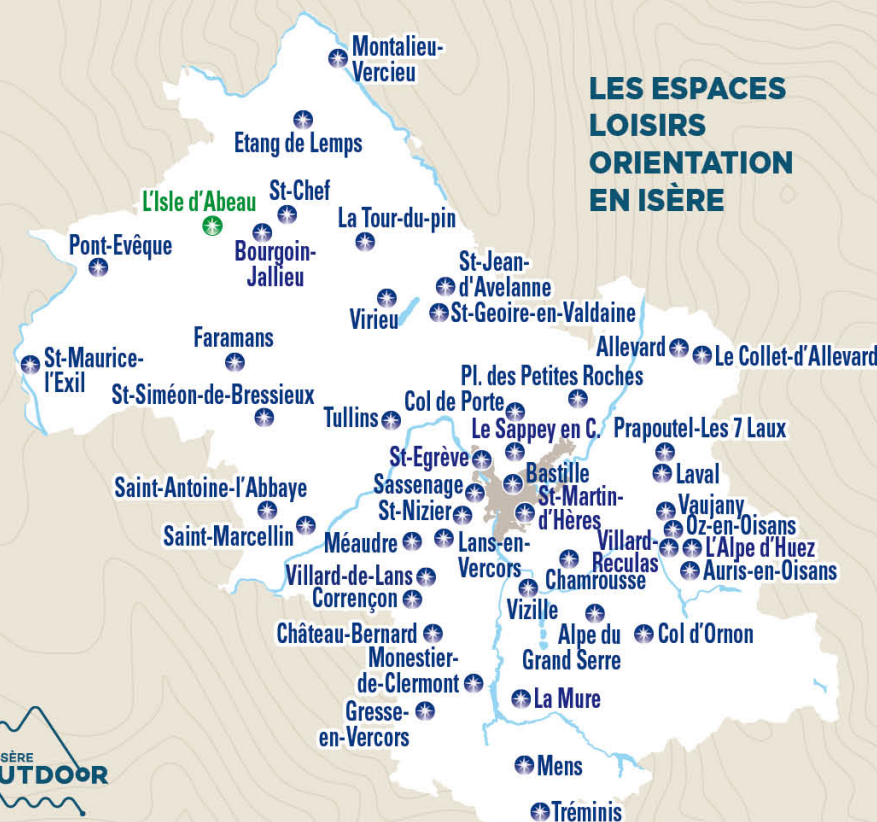 LES ESPACES
LOISIRS
ORIENTATION
EN ISÈRE
Montalieu-
Vercieu
Etang de Lemps
L'Isle d'Abeau
St-Chef
Bourgoin-
Jallieu
La Tour-du-pin
Pont-Evêque
St-Jean-
d'Avelanne
Virieu
St-Geoire-en-Valdaine
Faramans
St-Maurice-
l'Exil
Allevard
Le Collet-d'Allevard
St-Siméon-de-Bressieux
Pl. des Petites Roches
Tullins
Col de Porte
Le Sappey en C.
Prapoutel-Les 7 Laux
St-Egrève
Bastille
Laval
Sassenage
Saint-Antoine-l'Abbaye
St-Martin-
d'Hères
St-Nizier
Vaujany
Saint-Marcellin
Oz-en-Oisans
Méaudre
Lans-en-
Vercors
Villard-
Reculas
L'Alpe d'Huez
Villard-de-Lans
Chamrousse
Auris-en-Oisans
Corrençon
Vizille
Château-Bernard
Alpe du
Grand Serre
Col d'Ornon
Monestier-
de-Clermont
La Mure
Gresse-
en-Vercors
Mens
Tréminis
SÈRE
UTDOOR